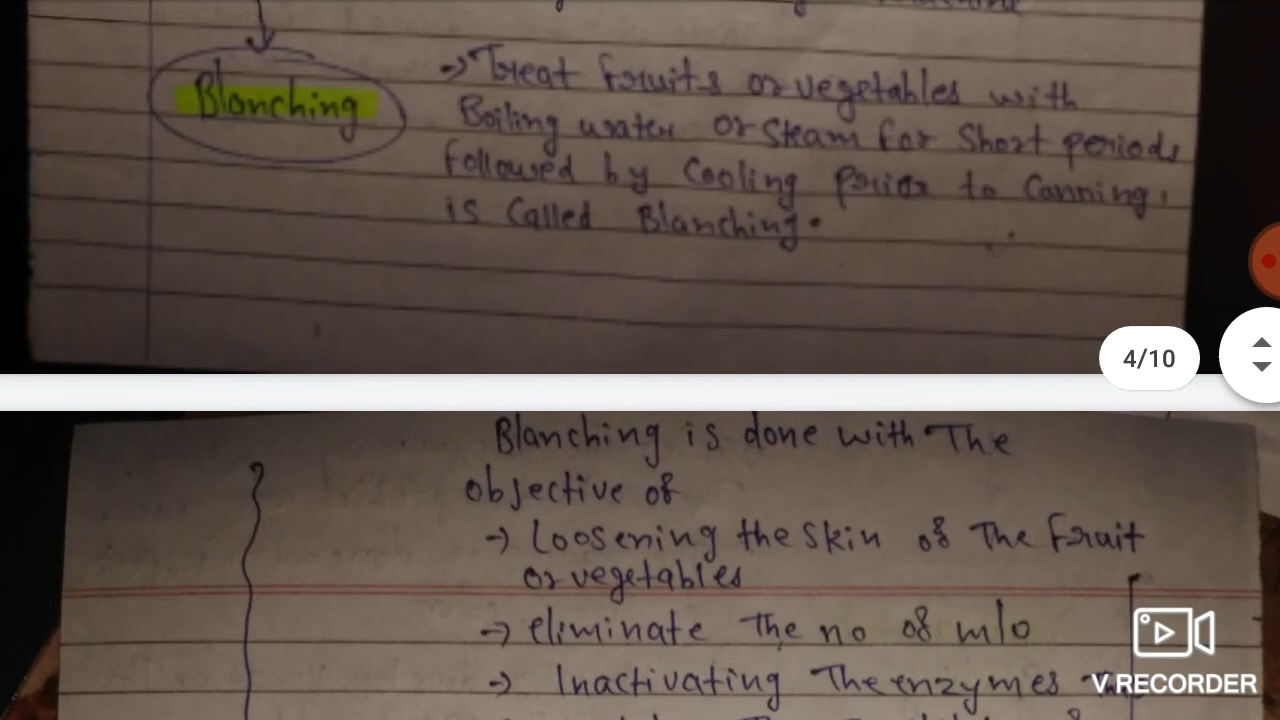 Blanching
→ Treat fruits or vegetables with
Boiling water or Steam for Short periods
followed by Cooling prior to Canning.
is Called Blanching.
4/10
Blanching is done with The
objective of
→ Loosening the skin of The fruit
or vegetables
→ eliminate The no of m/o
→ Inactivating The enzymes
V.RECORDER